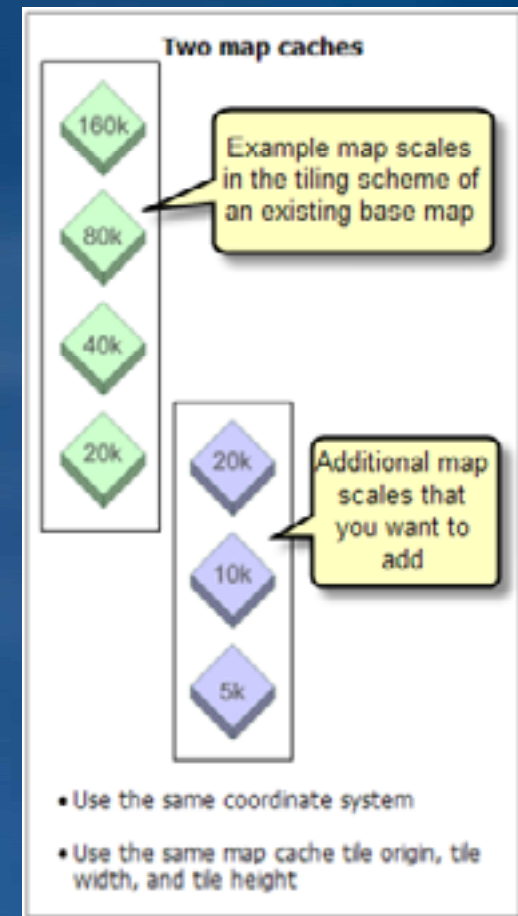 Two map caches
160k
Example map scales
in the tiling scheme of
an existing base map
80k
40k
20k
20k
Additional map
scales that
you want to
add
10k
5k
• Use the same coordinate system
• Use the same map cache tile origin, tile
width, and tile height